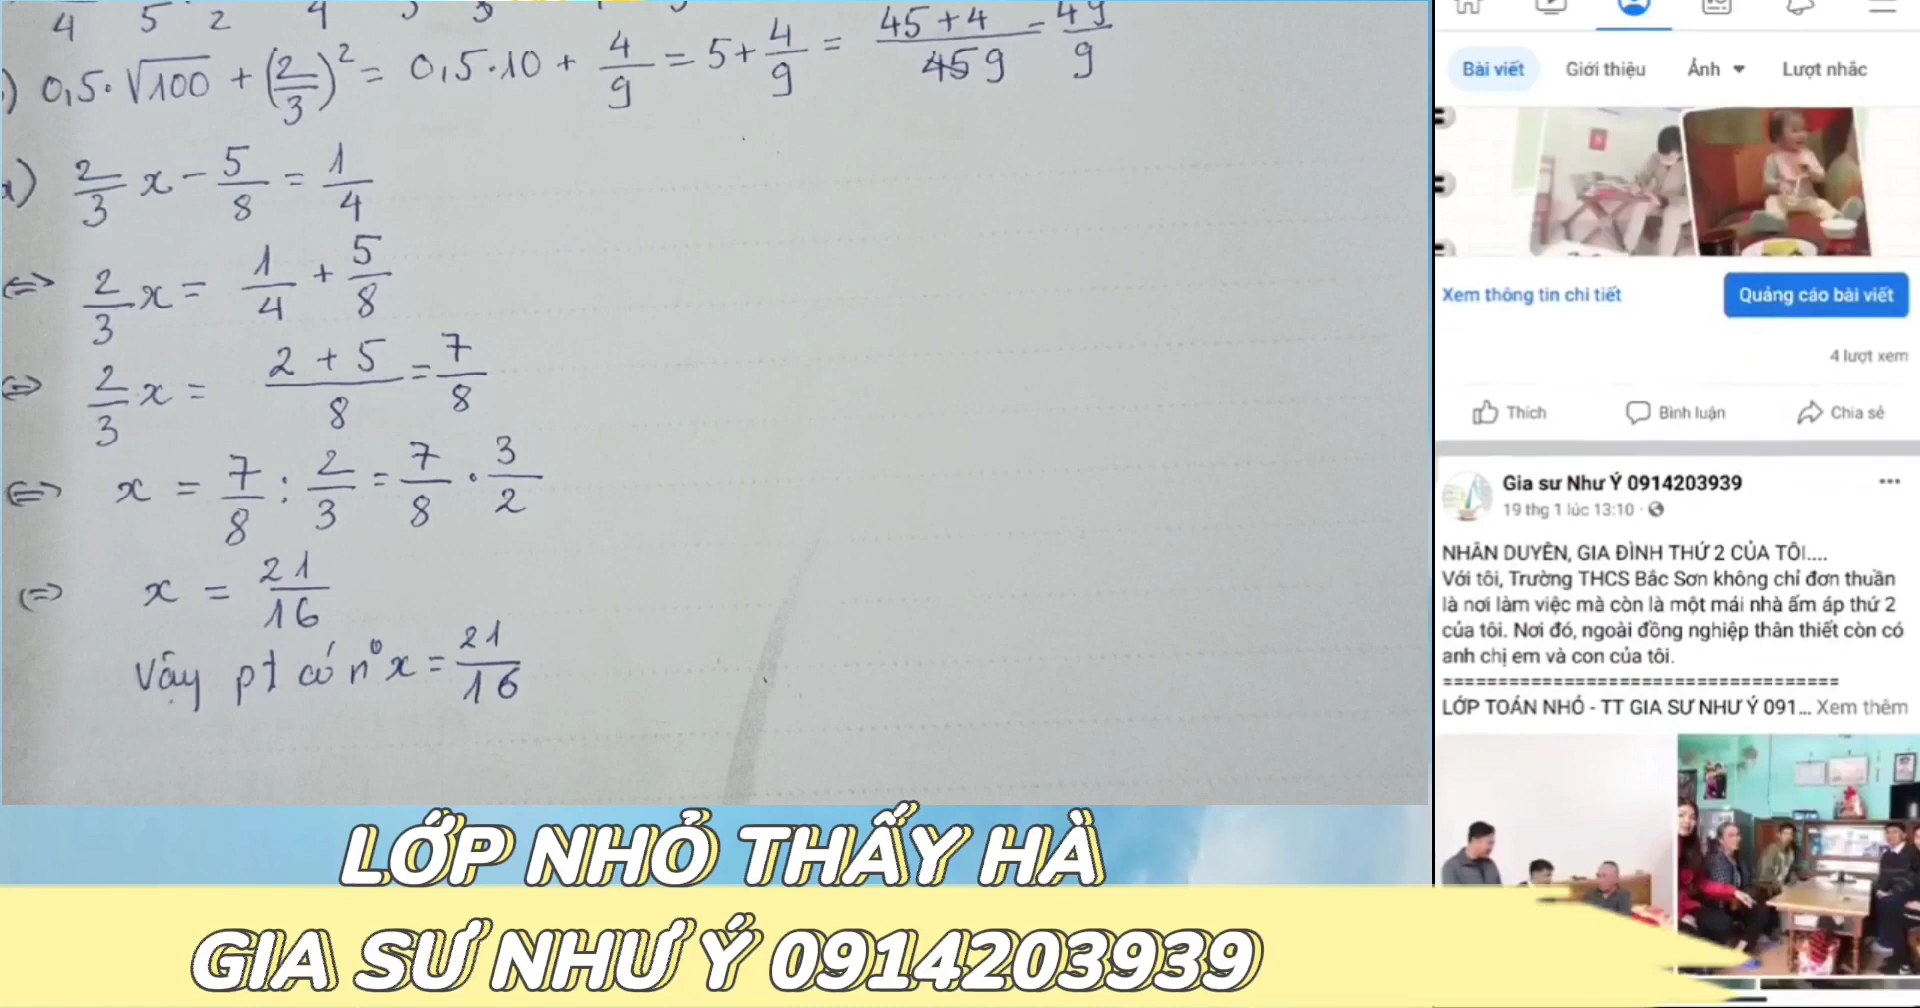 0,5.√100 + (2/3)² = 0,5.10 + 4/9 = 5 + 4/9 = 45+4/9 = 49/9
2/3 x - 5/8 = 1/4
⇔ 2/3 x = 1/4 + 5/8
⇔ 2/3 x = 2+5/8 = 7/8
⇔ x = 7/8 : 2/3 = 7/8 . 3/2
⇔ x = 21/16
Vậy pt có n° x = 21/16
LỚP NHỎ THẦY HÀ
GIA SƯ NHƯ Ý 0914203939
Bài viết Giới thiệu Ảnh Lượt nhắc
Xem thông tin chi tiết Quảng cáo bài viết
4 lượt xem
Thích Bình luận Chia sẻ
Gia sư Như Ý 0914203939
19 thg 1 lúc 13:10
NHÂN DUYÊN, GIA ĐÌNH THỨ 2 CỦA TÔI....
Với tôi, Trường THCS Bắc Sơn không chỉ đơn thuần
là nơi làm việc mà còn là một mái nhà ấm áp thứ 2
của tôi. Nơi đó, ngoài đồng nghiệp thân thiết còn có
anh chị em và con của tôi.
===================================
LỚP TOÁN NHỎ - TT GIA SƯ NHƯ Ý 091... Xem thêm